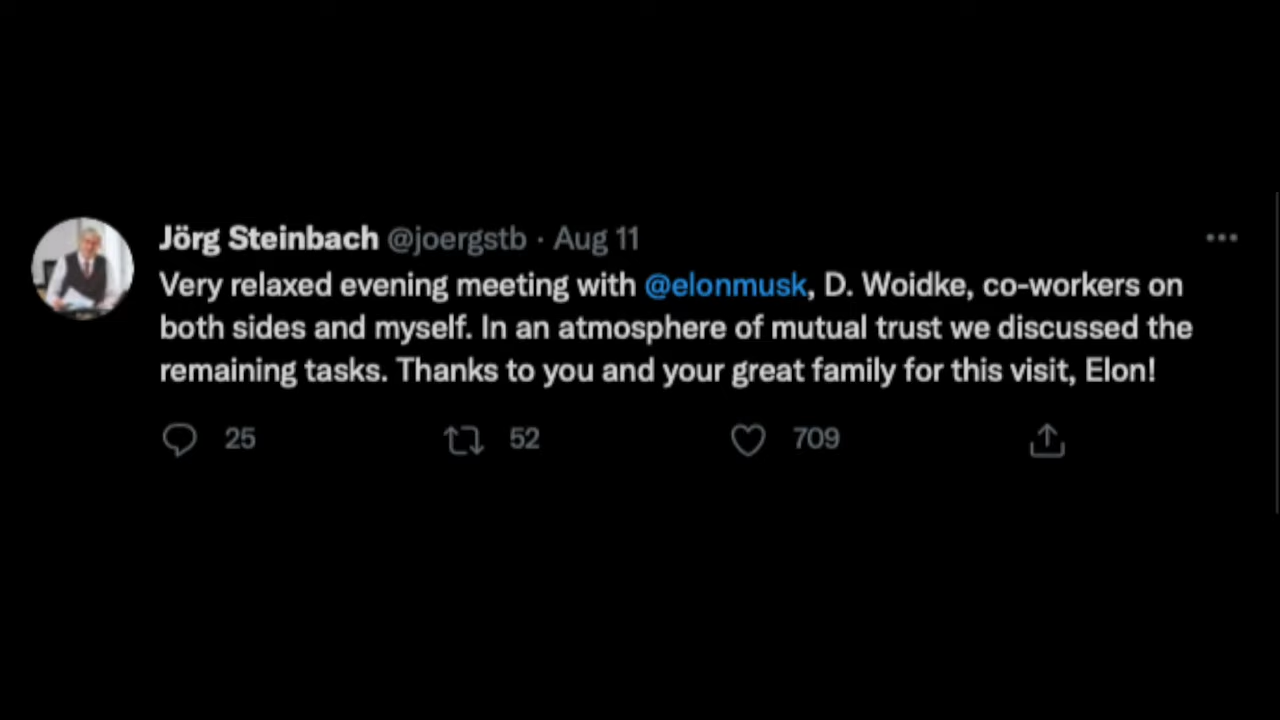 Jörg Steinbach @joergstb · Aug 11
Very relaxed evening meeting with @elonmusk, D. Woidke, co-workers on
both sides and myself. In an atmosphere of mutual trust we discussed the
remaining tasks. Thanks to you and your great family for this visit, Elon!
25 52 709